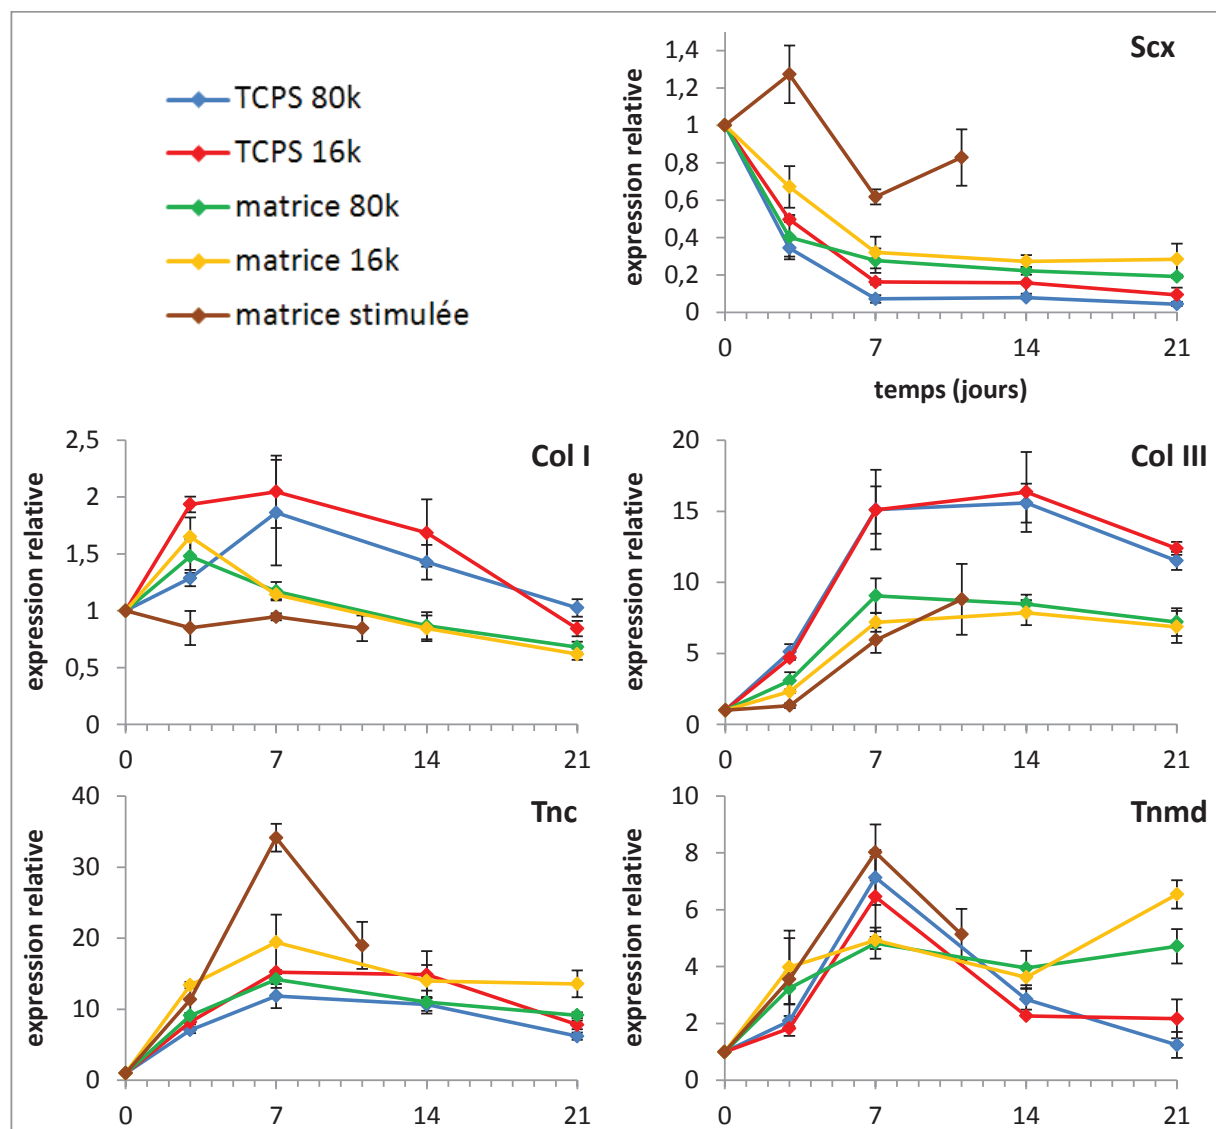 TCPS 80k
TCPS 16k
matrice 80k
matrice 16k
matrice stimulée
Scx
expression relative
1,4
1,2
1
0,8
0,6
0,4
0,2
0
0 7 14 21
temps (jours)
Col I
expression relative
2,5
2
1,5
1
0,5
0
0 7 14 21
Col III
expression relative
20
15
10
5
0
0 7 14 21
Tnc
expression relative
40
30
20
10
0
0 7 14 21
Tnmd
expression relative
10
8
6
4
2
0
0 7 14 21